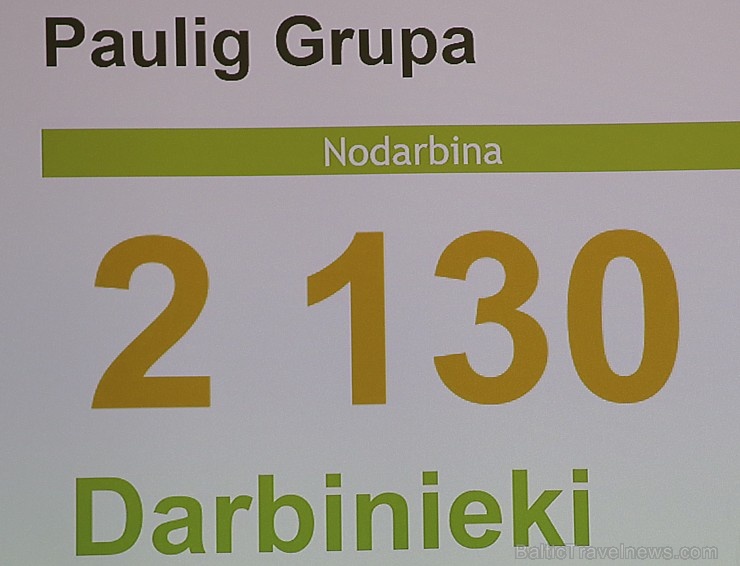 Paulig Grupa
Nodarbina
2 130
Darbinieki
BalticTravelnews.com